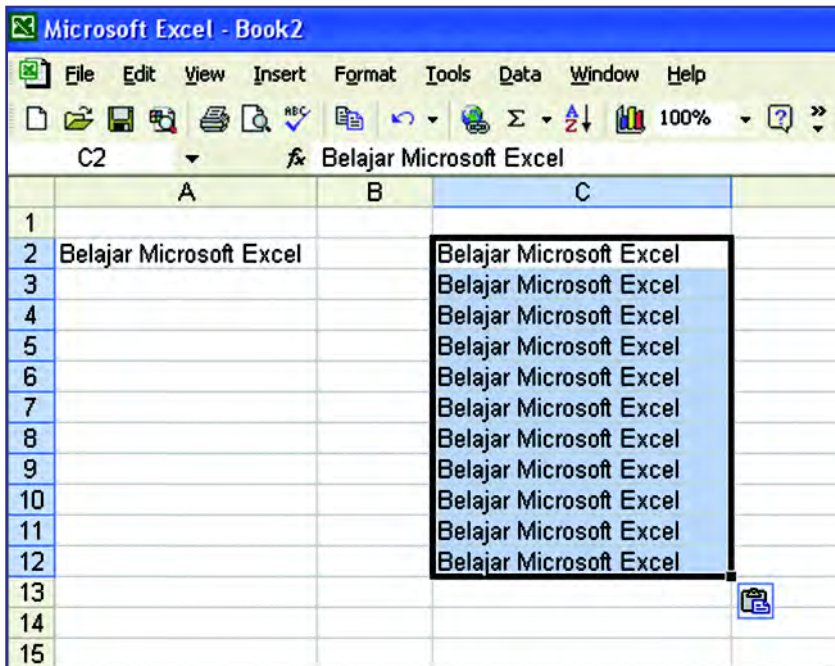 Microsoft Excel - Book2
File Edit View Insert Format Tools Data Window Help
ABC Σ A Z 100% ?
C2 fx Belajar Microsoft Excel
A B C
1
2 Belajar Microsoft Excel Belajar Microsoft Excel
3 Belajar Microsoft Excel
4 Belajar Microsoft Excel
5 Belajar Microsoft Excel
6 Belajar Microsoft Excel
7 Belajar Microsoft Excel
8 Belajar Microsoft Excel
9 Belajar Microsoft Excel
10 Belajar Microsoft Excel
11 Belajar Microsoft Excel
12 Belajar Microsoft Excel
13
14
15